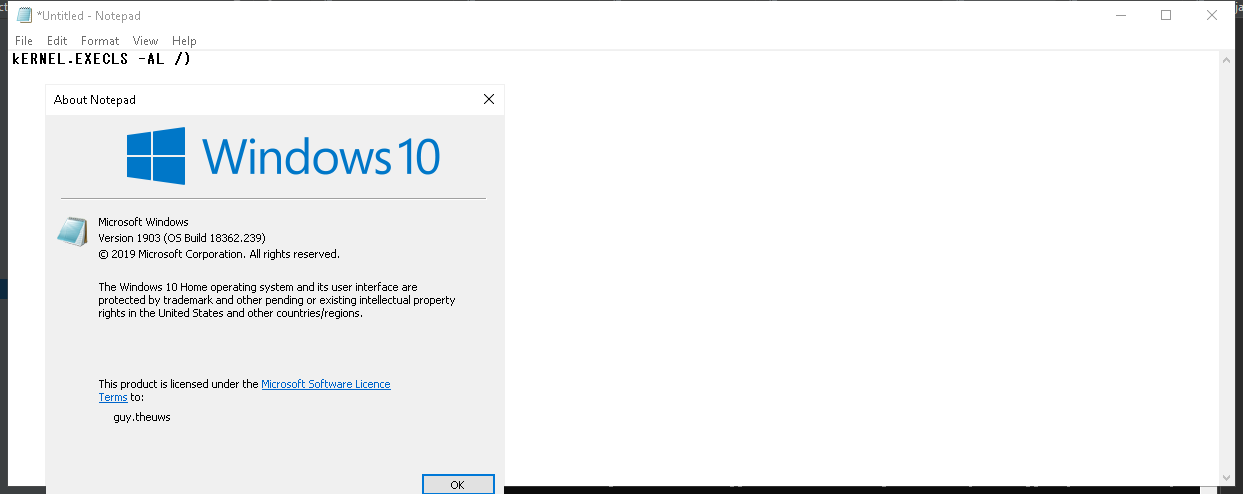 *Untitled - Notepad
File Edit Format View Help
kERNEL.EXECLS -AL /)
About Notepad
Windows 10
Microsoft Windows
Version 1903 (OS Build 18362.239)
© 2019 Microsoft Corporation. All rights reserved.
The Windows 10 Home operating system and its user interface are
protected by trademark and other pending or existing intellectual property
rights in the United States and other countries/regions.
This product is licensed under the Microsoft Software Licence
Terms to:
guy.theuws
OK